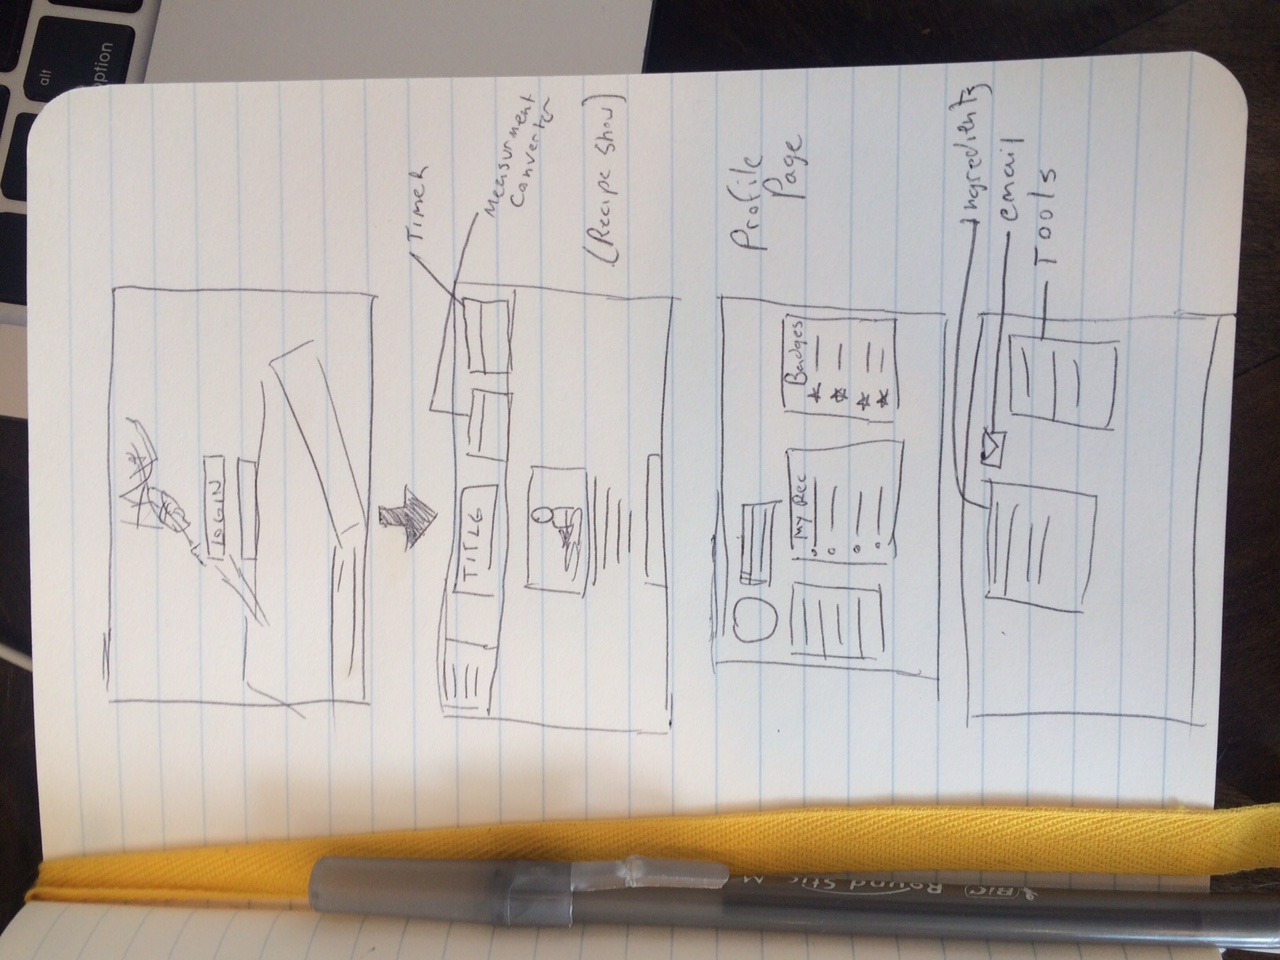 alt
option
LOGIN
Timer
TITLE
Measurment
Converter
(Recipe Show)
Profile
Page
My Rec
Badges
Ingredients
email
Tools
BIC Round Stic M